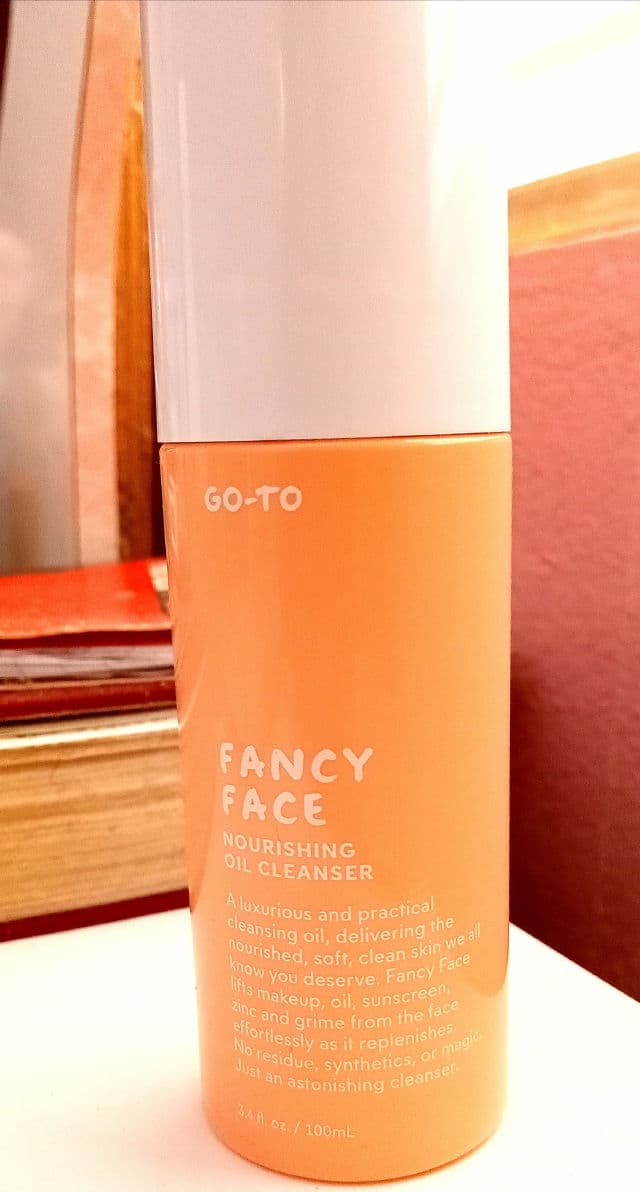 GO-TO
FANCY
FACE
NOURISHING
OIL CLEANSER
A luxurious and practical
cleansing oil, delivering the
nourished, soft, clean skin we all
know you deserve. Fancy Face
lifts makeup, oil, sunscreen,
zinc and grime from the face
effortlessly as it replenishes.
No residue, synthetics, or magic.
Just an astonishing cleanser.
3.4 fl. oz. / 100mL